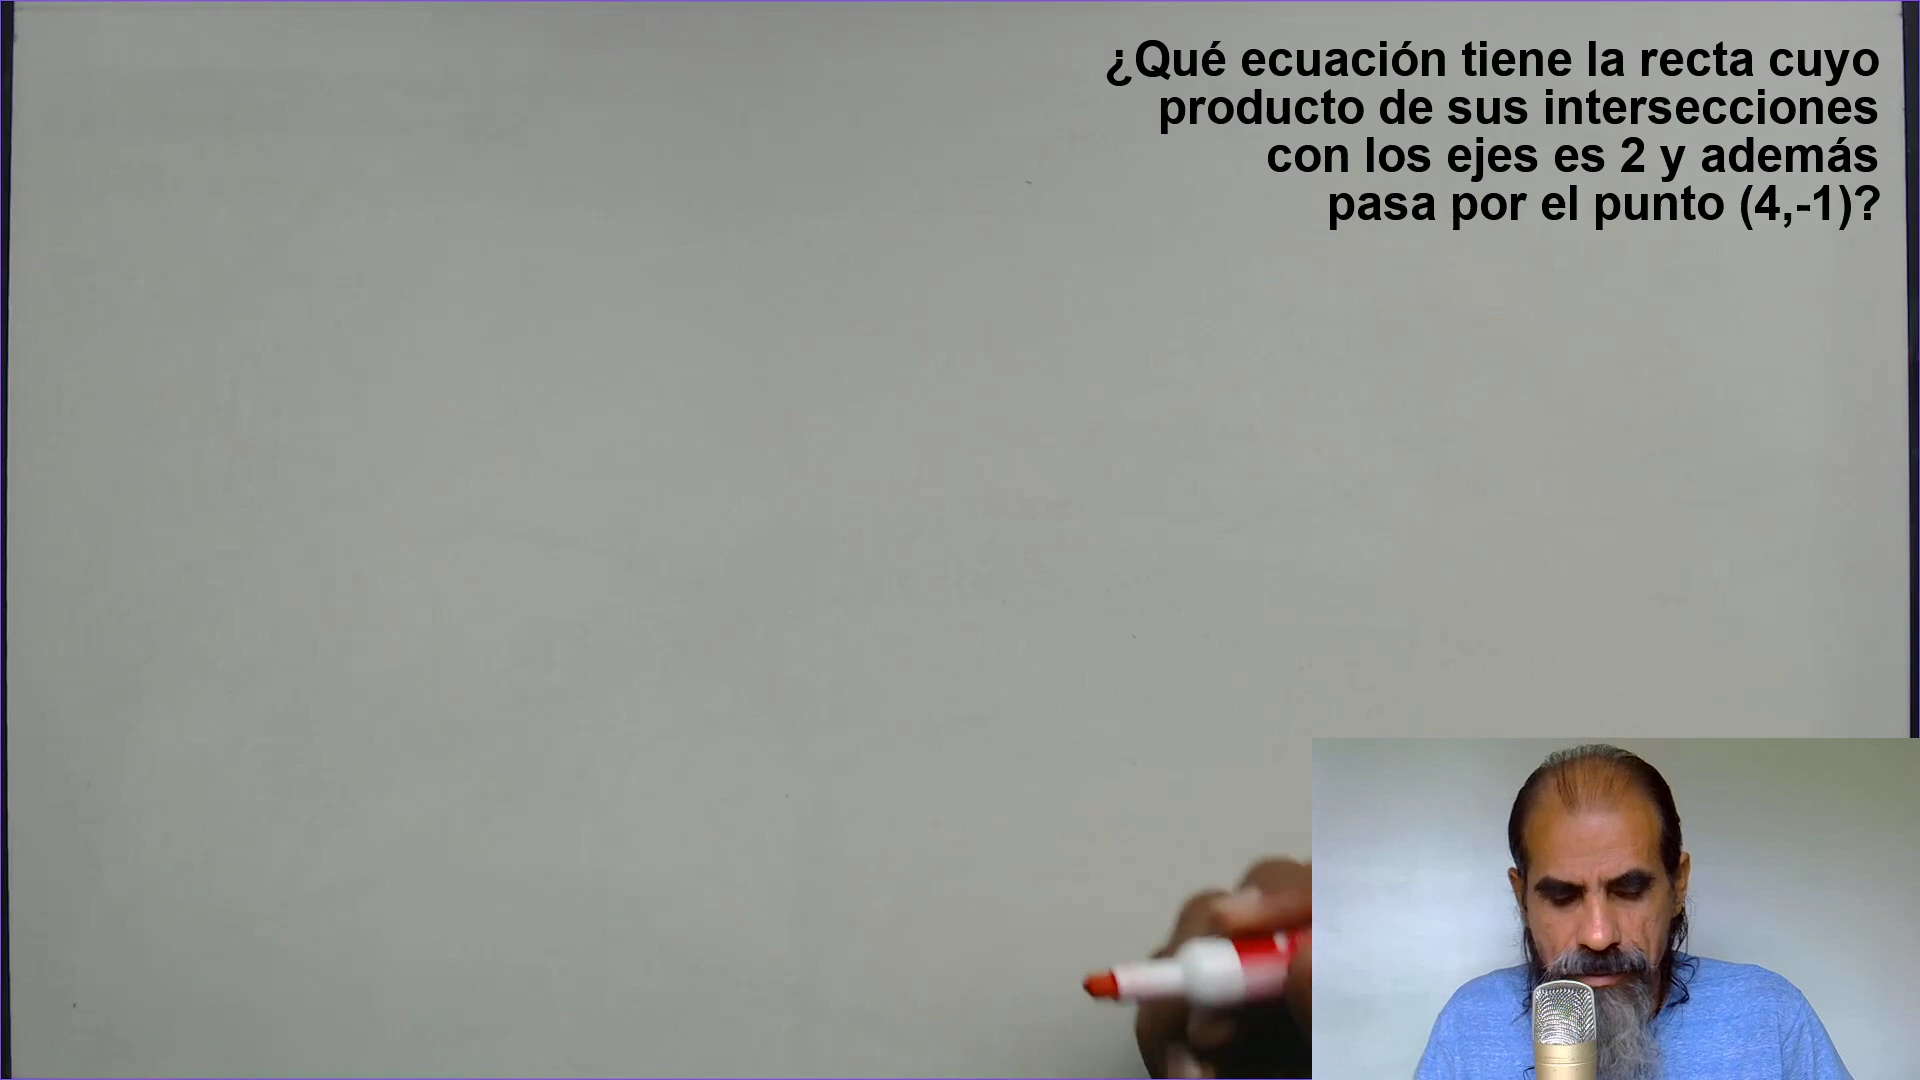 ¿Qué ecuación tiene la recta cuyo
producto de sus intersecciones
con los ejes es 2 y además
pasa por el punto (4,-1)?